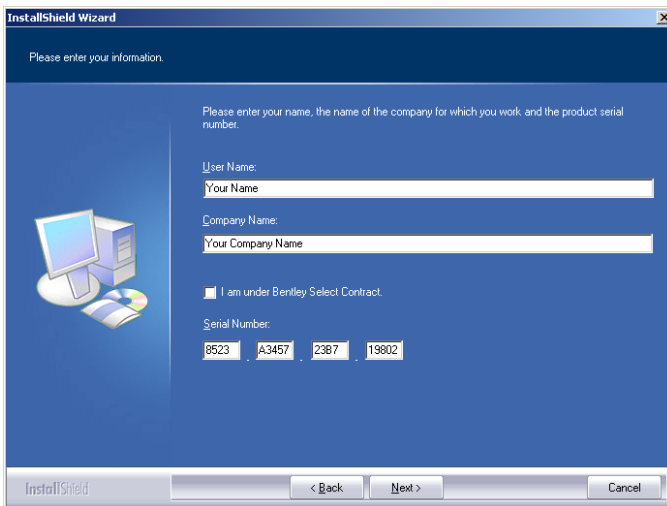 InstallShield Wizard
Please enter your information.
Please enter your name, the name of the company for which you work and the product serial
number.
User Name:
Your Name
Company Name:
Your Company Name
I am under Bentley Select Contract.
Serial Number:
8523 . A3457 . 23B7 . 19802
InstallShield
< Back Next > Cancel